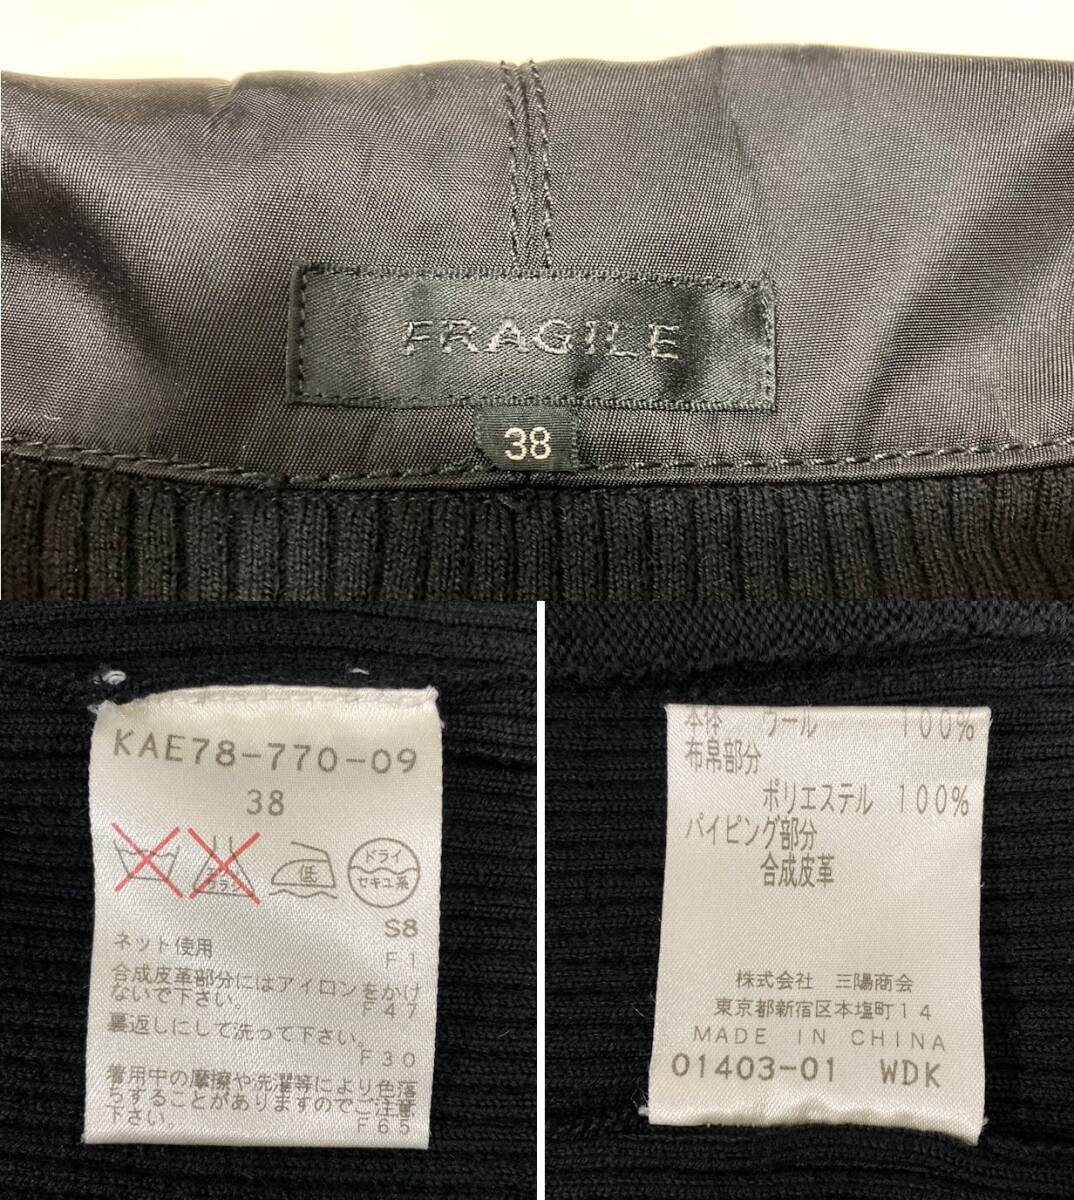 FRAGILE
38
KAE78-770-09
38
エンソ
サラシ
低
ドライ
セキユ系
S8
ネット使用
F1
合成皮革部分にはアイロンをかけ
ないで下さい。
F47
裏返しにして洗って下さい。
F30
着用中の摩擦や洗濯等により色落
ちすることがありますのでご注意
下さい。
F65
本体 ウール 100%
布帛部分
ポリエステル 100%
パイピング部分
合成皮革
株式会社 三陽商会
東京都新宿区本塩町14
MADE IN CHINA
01403-01 WDK